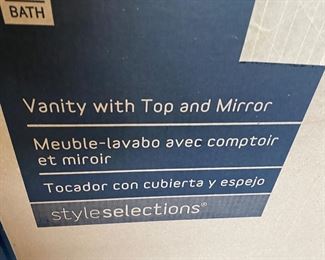 BATH
Vanity with Top and Mirror
Meuble-lavabo avec comptoir
et miroir
Tocador con cubierta y espejo
styleselections®